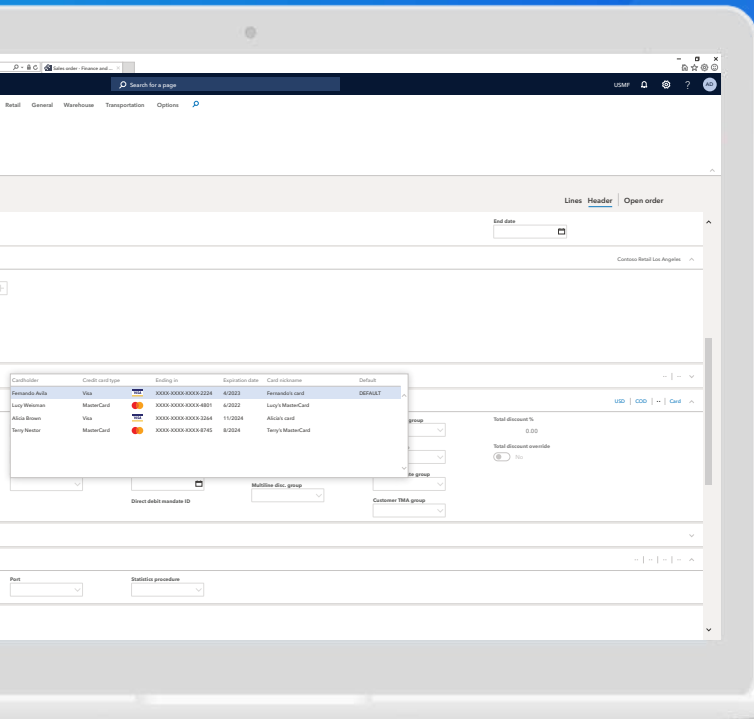 Sales order - Finance and ...
Search for a page
USMF
?
AD
Retail General Warehouse Transportation Options
Lines Header Open order
End date
Contoso Retail Los Angeles
-- | --
Cardholder Credit card type Ending in Expiration date Card nickname Default
Fernando Avila Visa VISA XXXX-XXXX-XXXX-2224 4/2023 Fernando's card DEFAULT
Lucy Weisman MasterCard XXXX-XXXX-XXXX-4801 6/2022 Lucy's MasterCard
Alicia Brown Visa VISA XXXX-XXXX-XXXX-3264 11/2024 Alicia's card
Terry Nestor MasterCard XXXX-XXXX-XXXX-8745 8/2024 Terry's MasterCard
USD | COD | -- | Card
group
Total discount %
0.00
Total discount override
No
te group
Multiline disc. group
Direct debit mandate ID
Customer TMA group
-- | -- | -- | --
Port
Statistics procedure